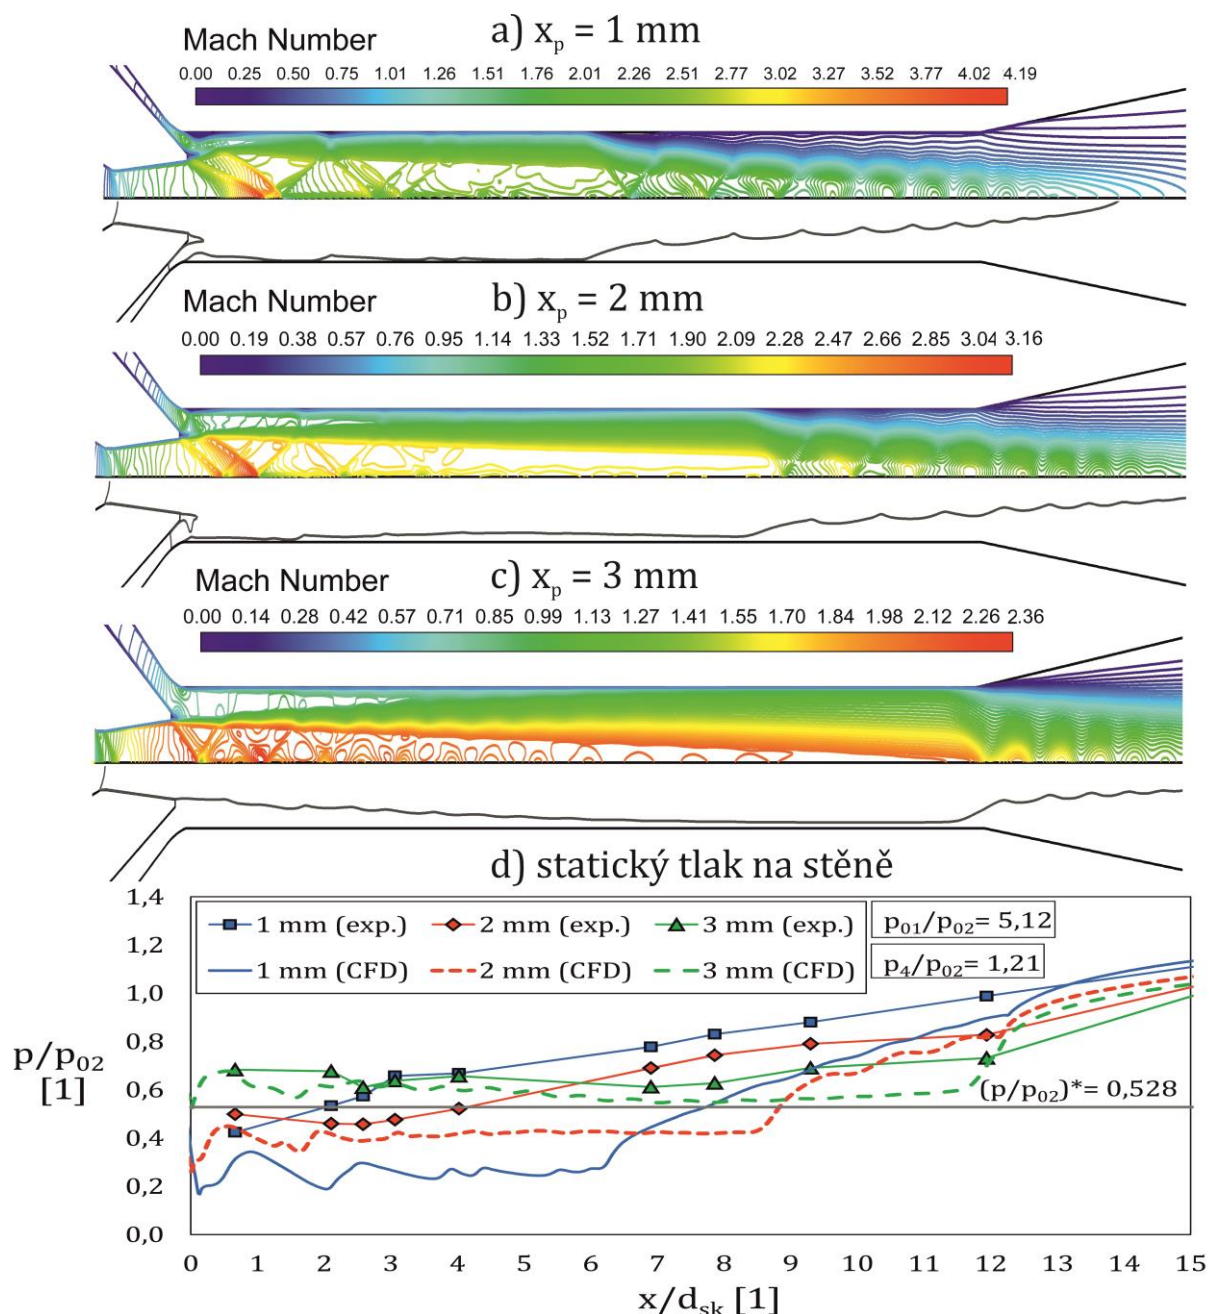 a) xₚ = 1 mm
Mach Number
0.00 0.25 0.50 0.75 1.01 1.26 1.51 1.76 2.01 2.26 2.51 2.77 3.02 3.27 3.52 3.77 4.02 4.19
b) xₚ = 2 mm
Mach Number
0.00 0.19 0.38 0.57 0.76 0.95 1.14 1.33 1.52 1.71 1.90 2.09 2.28 2.47 2.66 2.85 3.04 3.16
c) xₚ = 3 mm
Mach Number
0.00 0.14 0.28 0.42 0.57 0.71 0.85 0.99 1.13 1.27 1.41 1.55 1.70 1.84 1.98 2.12 2.26 2.36
d) statický tlak na stěně
1 mm (exp.) 2 mm (exp.) 3 mm (exp.)
1 mm (CFD) 2 mm (CFD) 3 mm (CFD)
p₀₁/p₀₂= 5,12
p₄/p₀₂= 1,21
(p/p₀₂)*= 0,528
p/p₀₂
[1]
1,4
1,2
1,0
0,8
0,6
0,4
0,2
0,0
0 1 2 3 4 5 6 7 8 9 10 11 12 13 14 15
x/dsk [1]